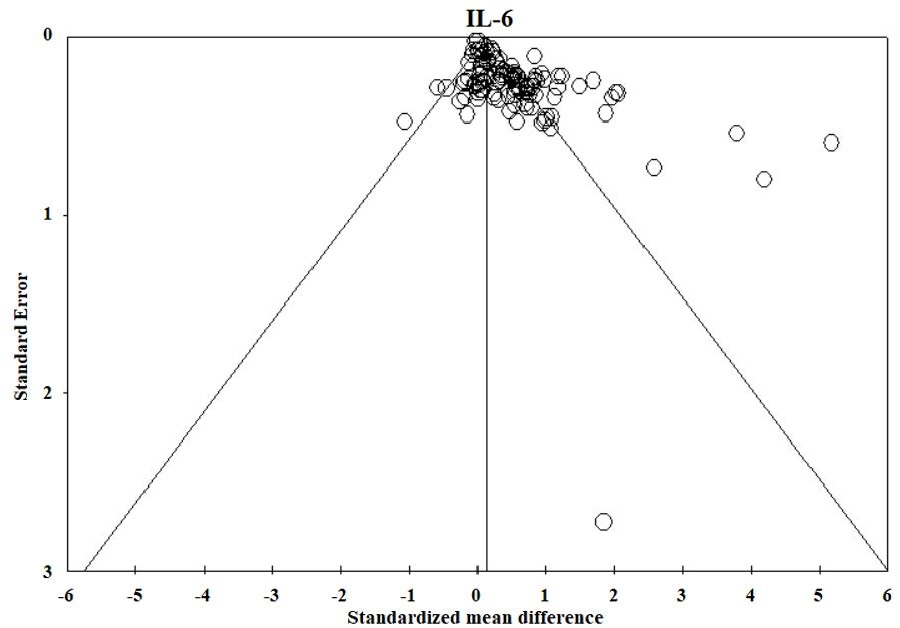 IL-6
0
1
2
3
Standard Error
-6 -5 -4 -3 -2 -1 0 1 2 3 4 5 6
Standardized mean difference